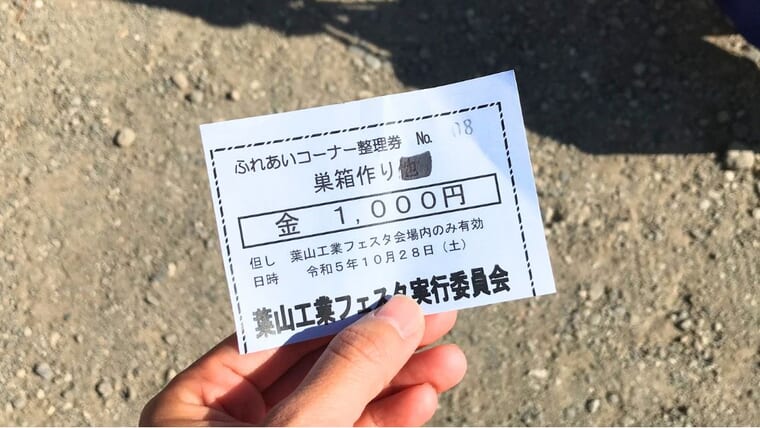 ふれあいコーナー整理券 No. 08
巣箱作り
金 1,000円
但し 葉山工業フェスタ会場内のみ有効
日時 令和5年10月28日(土)
葉山工業フェスタ実行委員会